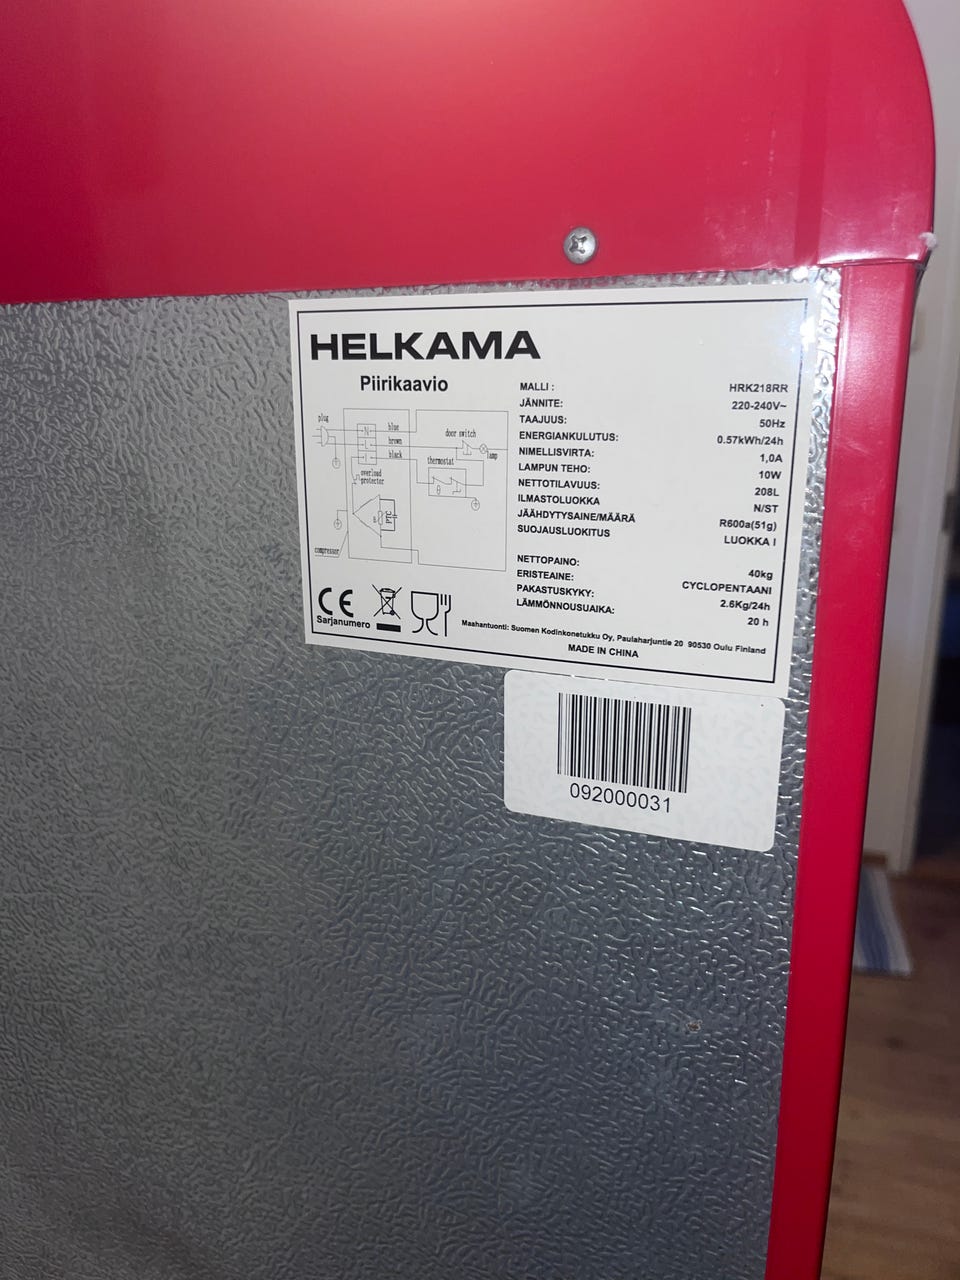 HELKAMA
Piirikaavio
plug
N
L
blue
brown
black
door switch
lamp
thermostat
θ
overload
protector
PTC
compressor
MALLI : HRK218RR
JÄNNITE: 220-240V~
TAAJUUS: 50Hz
ENERGIANKULUTUS: 0.57kWh/24h
NIMELLISVIRTA: 1,0A
LAMPUN TEHO: 10W
NETTOTILAVUUS: 208L
ILMASTOLUOKKA N/ST
JÄÄHDYTYSAINE/MÄÄRÄ R600a(51g)
SUOJAUSLUOKITUS LUOKKA I
NETTOPAINO: 40kg
ERISTEAINE: CYCLOPENTAANI
PAKASTUSKYKY: 2.6Kg/24h
LÄMMÖNNOUSUAIKA: 20 h
CE
Sarjanumero
Maahantuonti: Suomen Kodinkonetukku Oy, Paulaharjuntie 20 90530 Oulu Finland
MADE IN CHINA
092000031